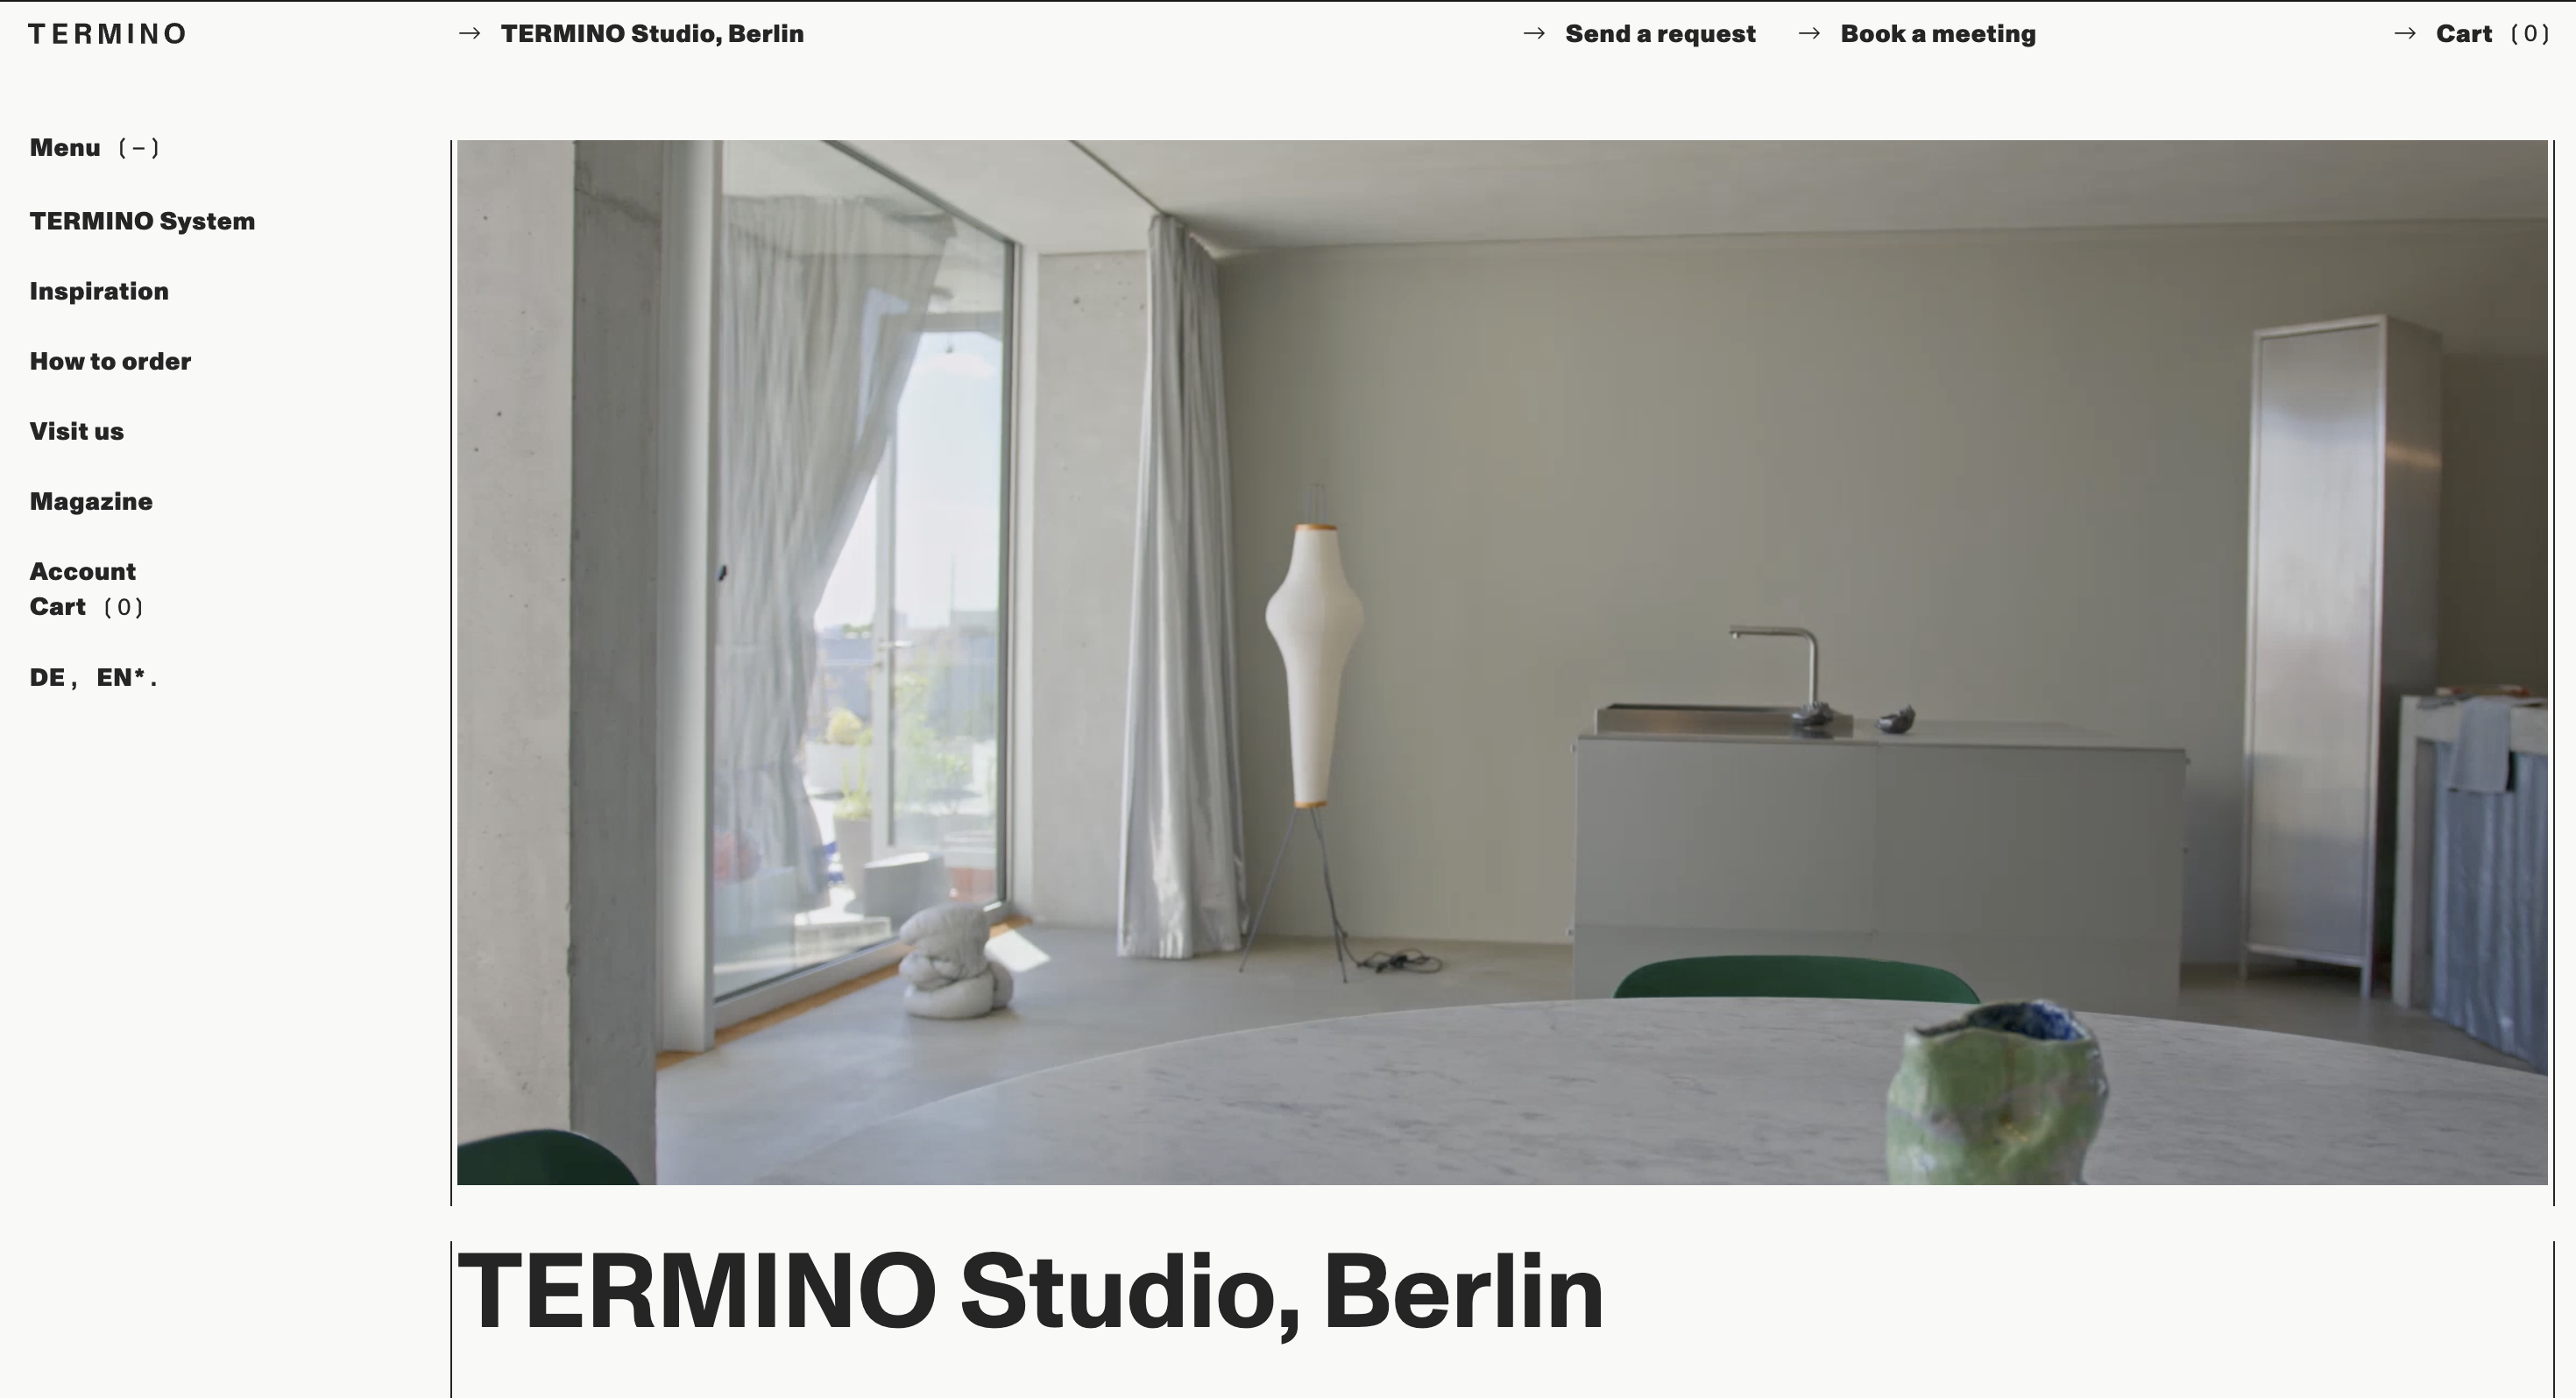 TERMINO
→ TERMINO Studio, Berlin
→ Send a request
→ Book a meeting
→ Cart (0)
Menu (–)
TERMINO System
Inspiration
How to order
Visit us
Magazine
Account
Cart (0)
DE, EN*.
TERMINO Studio, Berlin